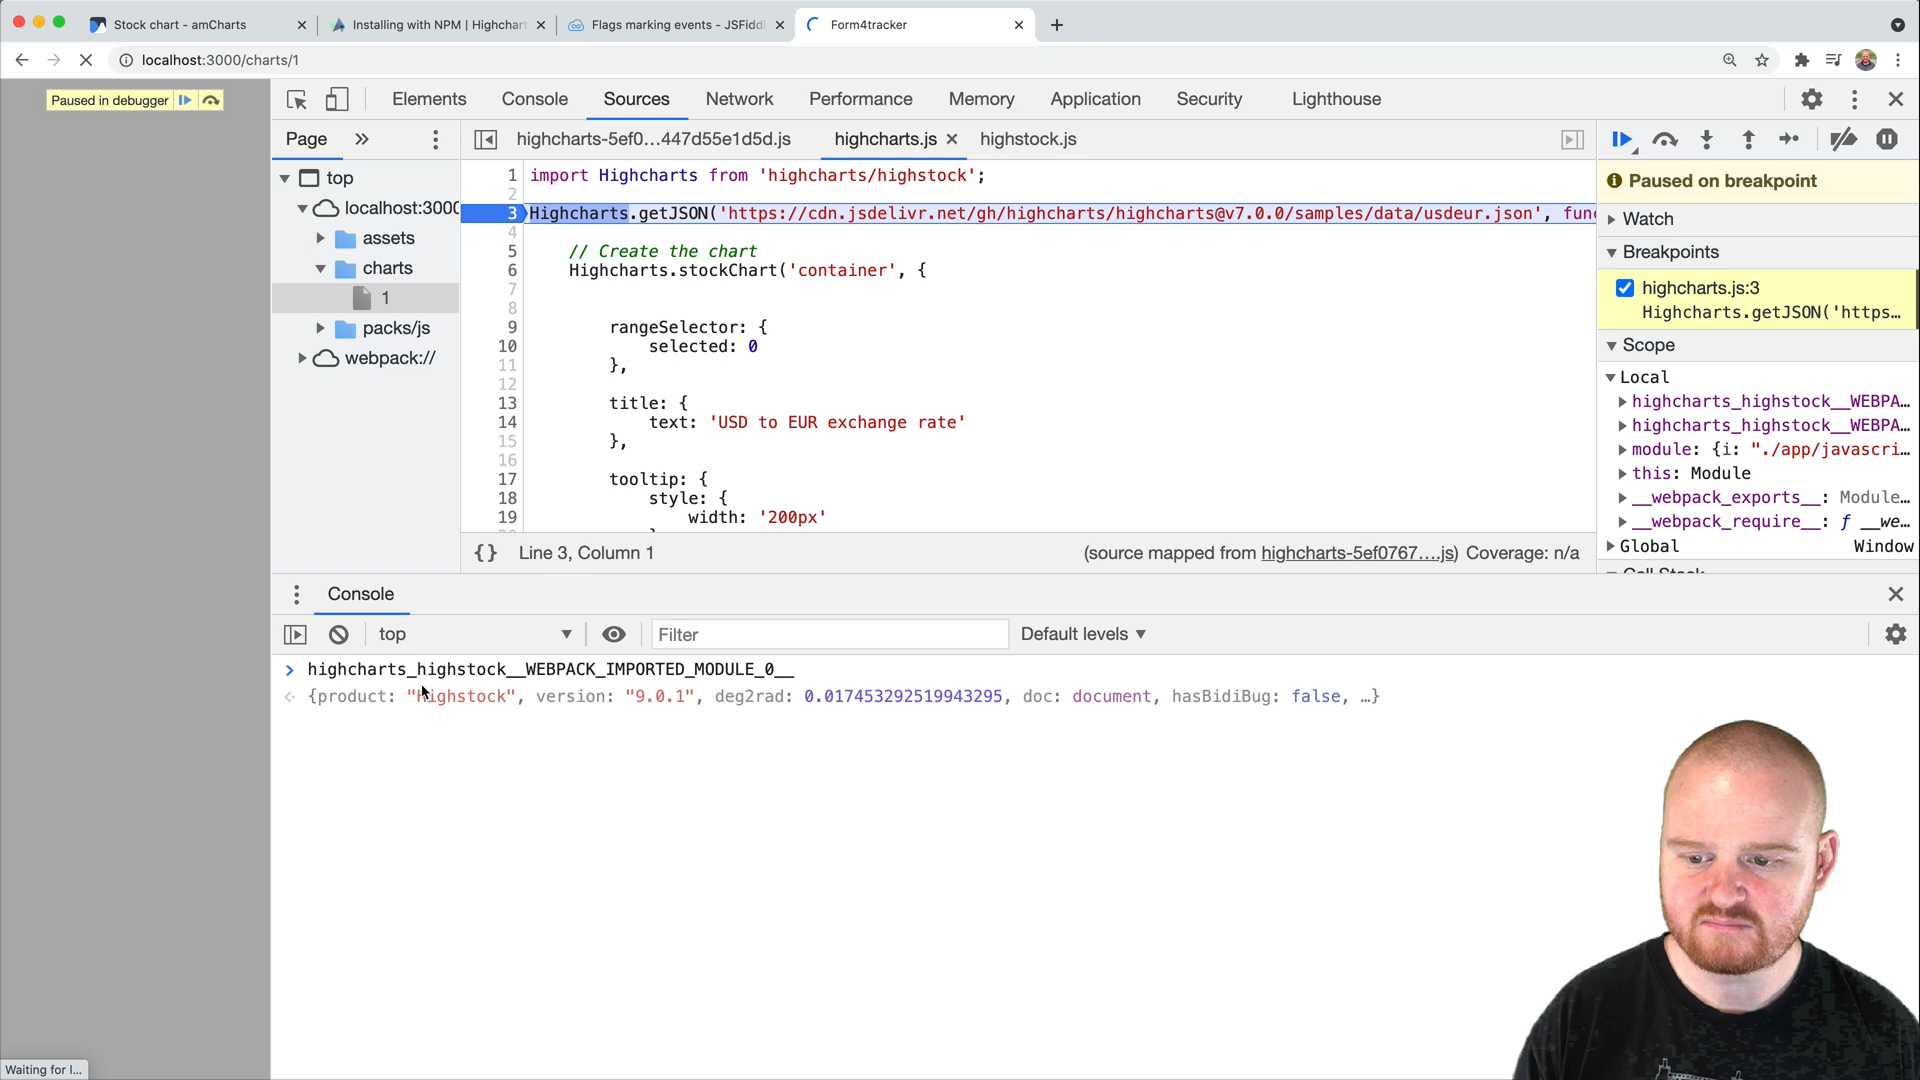 Stock chart - amCharts
Installing with NPM | Highchart
Flags marking events - JSFiddl
Form4tracker
localhost:3000/charts/1
Paused in debugger
Elements
Console
Sources
Network
Performance
Memory
Application
Security
Lighthouse
Page
highcharts-5ef0…447d55e1d5d.js
highcharts.js
highstock.js
top
localhost:3000
assets
charts
1
packs/js
webpack://
1 import Highcharts from 'highcharts/highstock';
2
3 Highcharts.getJSON('https://cdn.jsdelivr.net/gh/highcharts/highcharts@v7.0.0/samples/data/usdeur.json', fun
4
5 // Create the chart
6 Highcharts.stockChart('container', {
7
8
9 rangeSelector: {
10 selected: 0
11 },
12
13 title: {
14 text: 'USD to EUR exchange rate'
15 },
16
17 tooltip: {
18 style: {
19 width: '200px'
{} Line 3, Column 1
(source mapped from highcharts-5ef0767….js) Coverage: n/a
Paused on breakpoint
Watch
Breakpoints
highcharts.js:3
Highcharts.getJSON('https…
Scope
Local
highcharts_highstock__WEBPA…
highcharts_highstock__WEBPA…
module: {i: "./app/javascri…
this: Module
__webpack_exports__: Module…
__webpack_require__: ƒ __we…
Global Window
Call Stack
Console
top
Filter
Default levels
highcharts_highstock__WEBPACK_IMPORTED_MODULE_0__
{product: "highstock", version: "9.0.1", deg2rad: 0.017453292519943295, doc: document, hasBidiBug: false, …}
Waiting for l...